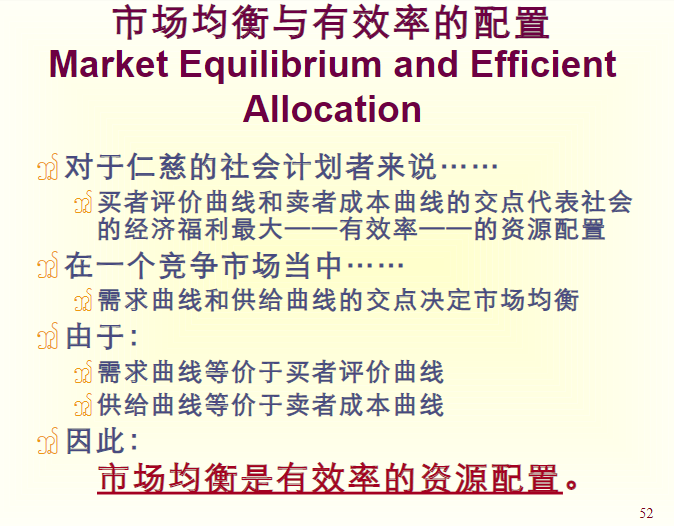 市场均衡与有效率的配置
Market Equilibrium and Efficient
Allocation
对于仁慈的社会计划者来说……
买者评价曲线和卖者成本曲线的交点代表社会
的经济福利最大——有效率——的资源配置
在一个竞争市场当中……
需求曲线和供给曲线的交点决定市场均衡
由于：
需求曲线等价于买者评价曲线
供给曲线等价于卖者成本曲线
因此：
市场均衡是有效率的资源配置。
52